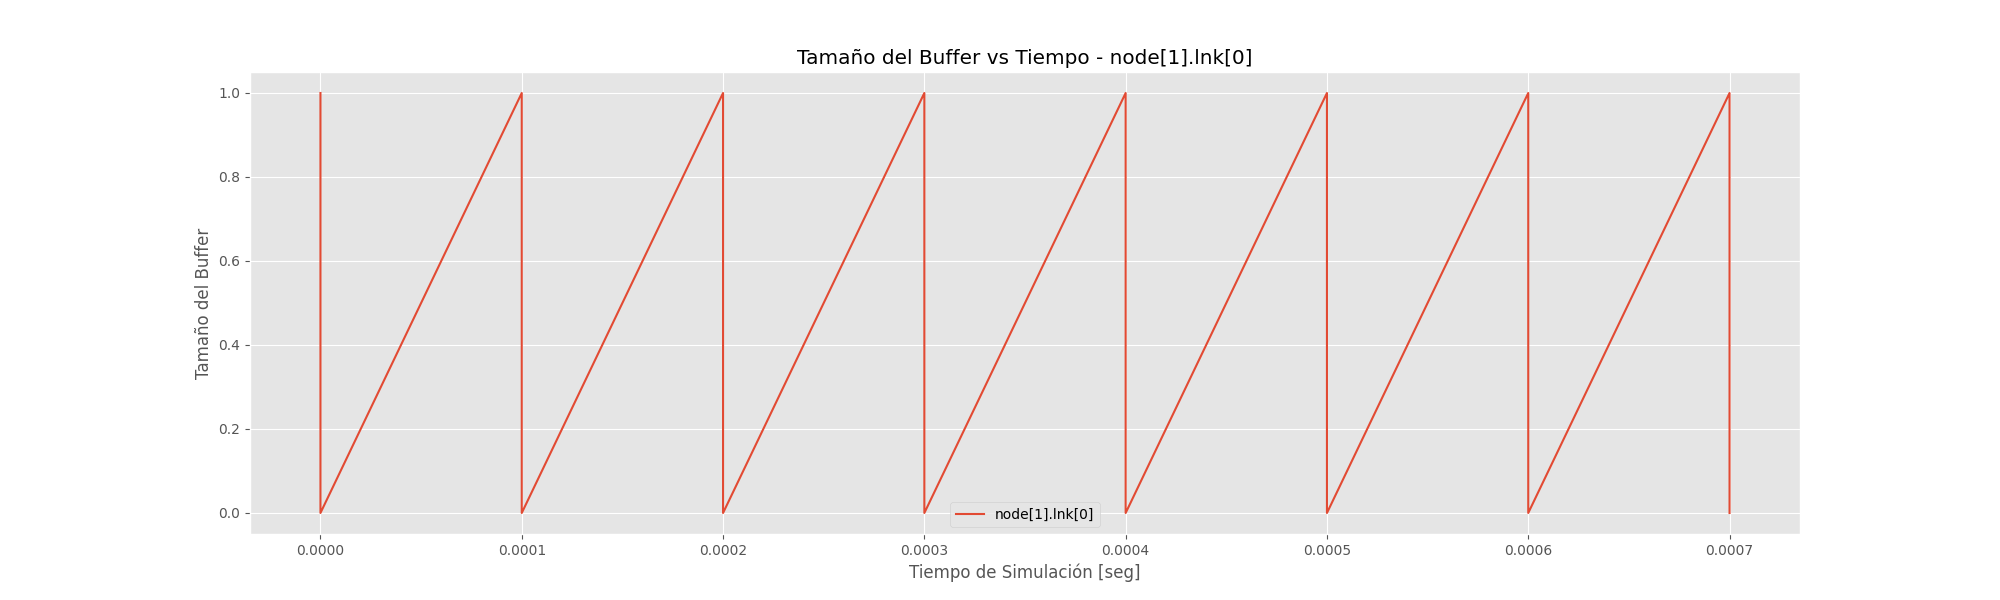 Tamaño del Buffer vs Tiempo - node[1].lnk[0]
Tamaño del Buffer
1.0
0.8
0.6
0.4
0.2
0.0
node[1].lnk[0]
0.0000 0.0001 0.0002 0.0003 0.0004 0.0005 0.0006 0.0007
Tiempo de Simulación [seg]